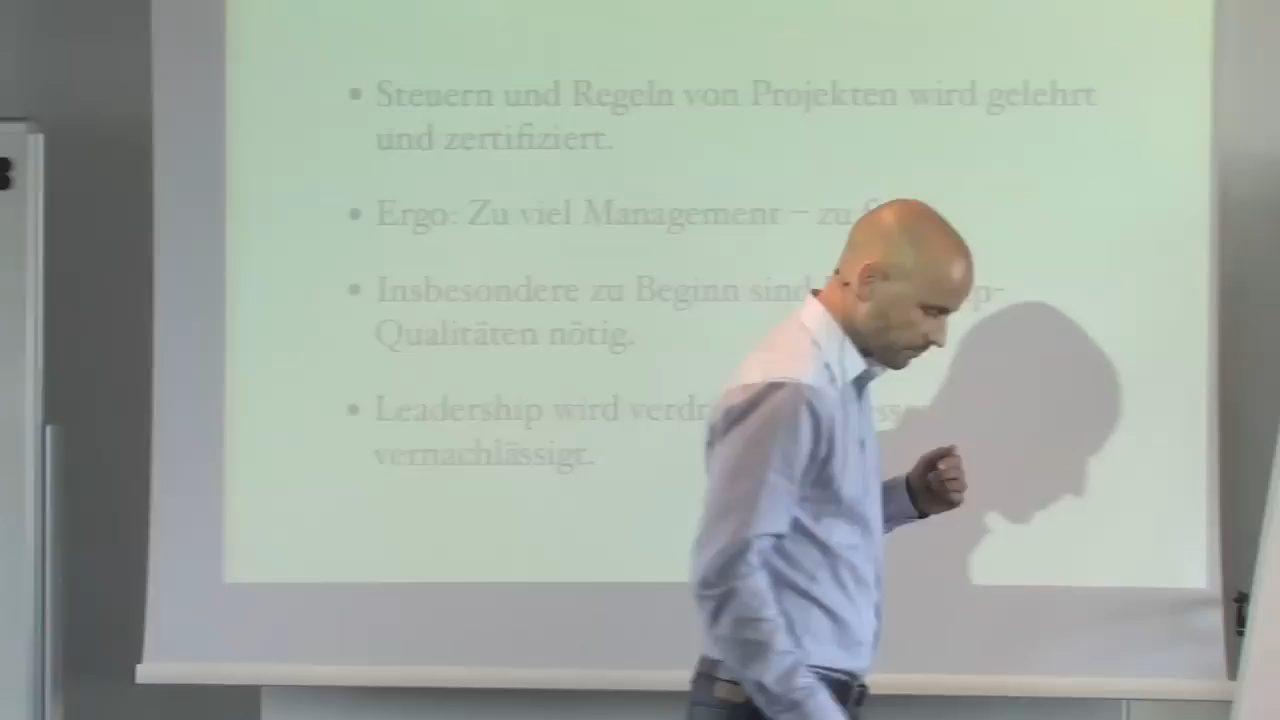 • Steuern und Regeln von Projekten wird gelehrt
und zertifiziert.
• Ergo: Zu viel Management – zu
• Insbesondere zu Beginn sind
Qualitäten nötig.
• Leadership wird
vernachlässigt.